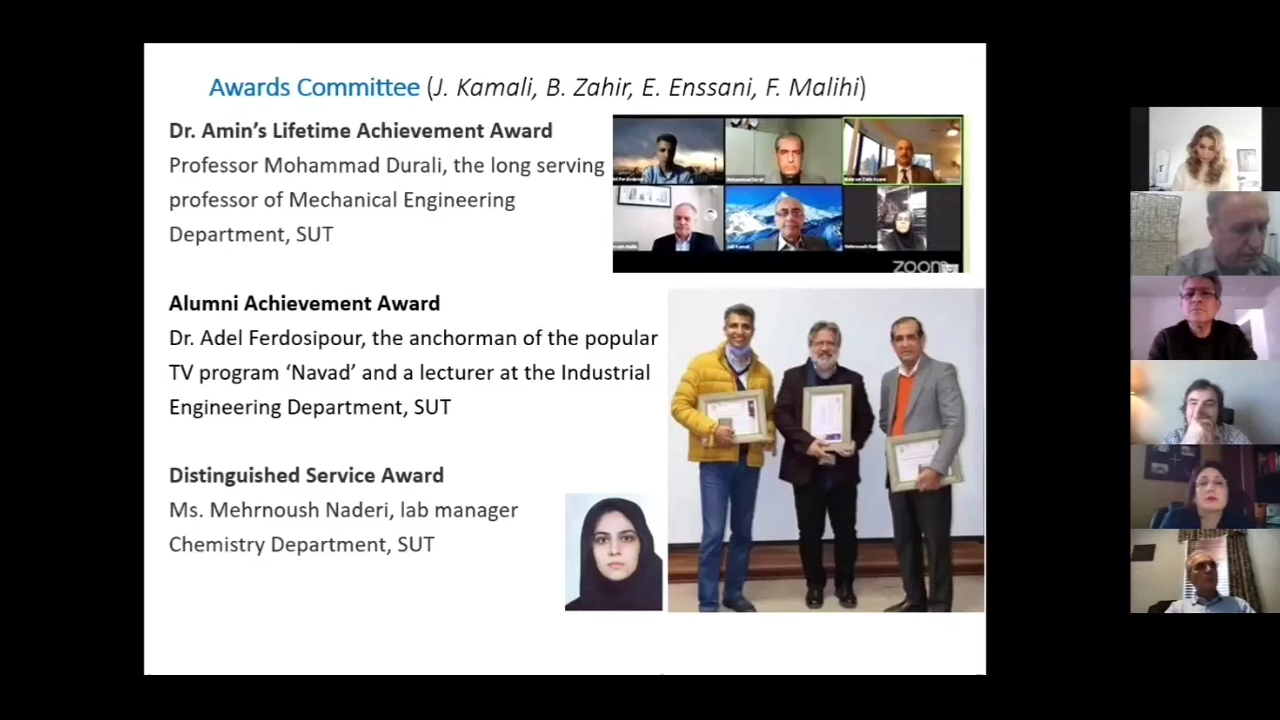 Awards Committee (J. Kamali, B. Zahir, E. Enssani, F. Malihi)
Dr. Amin’s Lifetime Achievement Award
Professor Mohammad Durali, the long serving
professor of Mechanical Engineering
Department, SUT
zoom
Alumni Achievement Award
Dr. Adel Ferdosipour, the anchorman of the popular
TV program ‘Navad’ and a lecturer at the Industrial
Engineering Department, SUT
Distinguished Service Award
Ms. Mehrnoush Naderi, lab manager
Chemistry Department, SUT